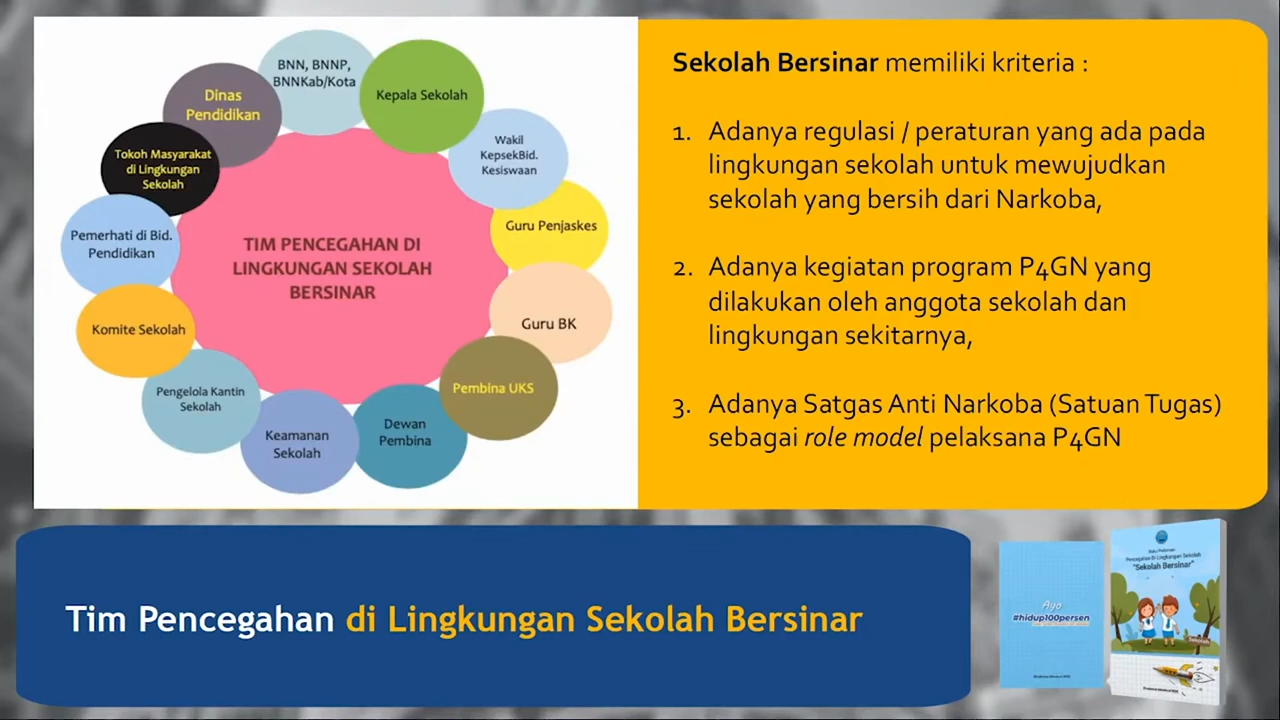 BNN, BNNP,
BNNKab/Kota
Kepala Sekolah
Wakil
KepsekBid.
Kesiswaan
Guru Penjaskes
Guru BK
Pembina UKS
Dewan
Pembina
Keamanan
Sekolah
Pengelola Kantin
Sekolah
Komite Sekolah
Pemerhati di Bid.
Pendidikan
Tokoh Masyarakat
di Lingkungan
Sekolah
Dinas
Pendidikan
TIM PENCEGAHAN DI
LINGKUNGAN SEKOLAH
BERSINAR
Sekolah Bersinar memiliki kriteria :
1. Adanya regulasi / peraturan yang ada pada
lingkungan sekolah untuk mewujudkan
sekolah yang bersih dari Narkoba,
2. Adanya kegiatan program P4GN yang
dilakukan oleh anggota sekolah dan
lingkungan sekitarnya,
3. Adanya Satgas Anti Narkoba (Satuan Tugas)
sebagai role model pelaksana P4GN
Tim Pencegahan di Lingkungan Sekolah Bersinar
Ayo
#hidup100persen
Buku Pedoman
Pencegahan Di Lingkungan Sekolah
"Sekolah Bersinar"